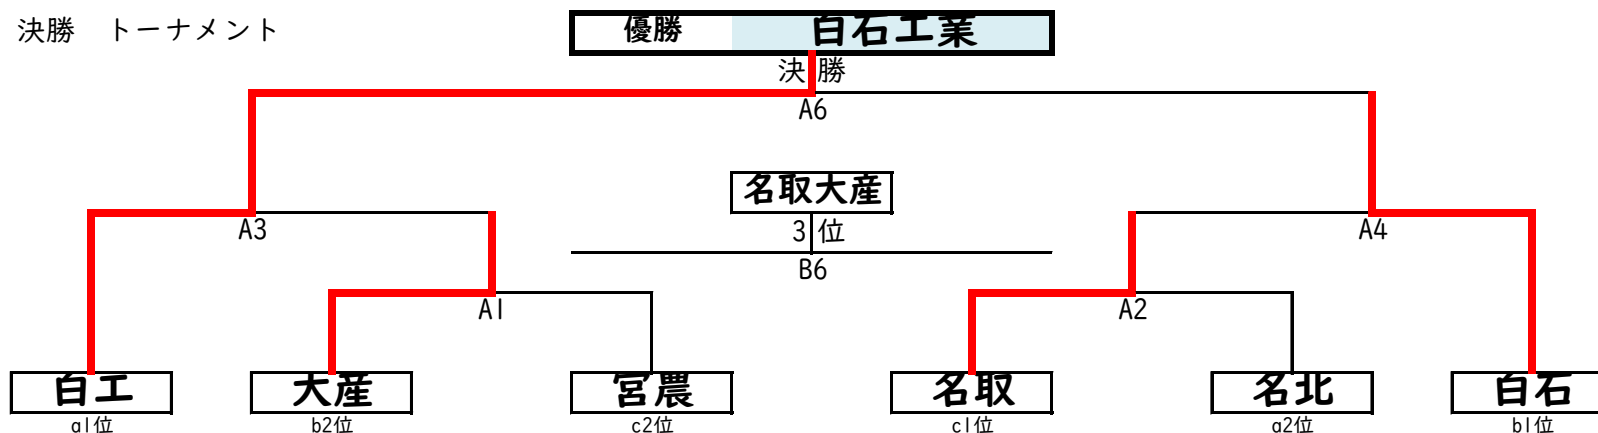 決勝 トーナメント
優勝 白石工業
決勝
A6
名取大産
A3 3位 A4
B6
A1 A2
白工 大産 宮農 名取 名北 白石
a1位 b2位 c2位 c1位 a2位 b1位